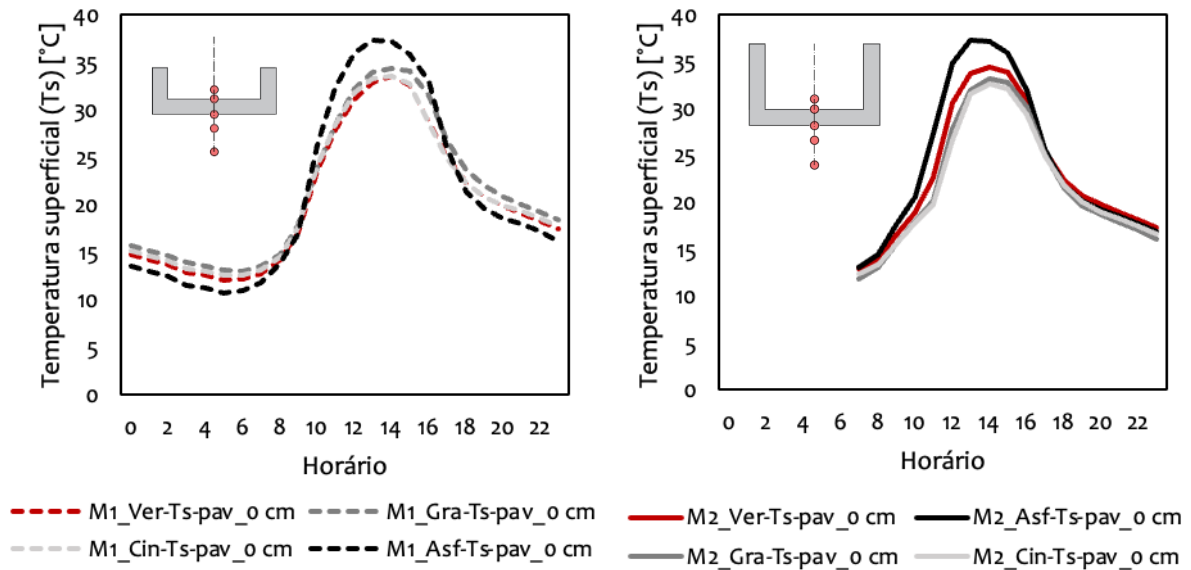 Temperatura superficial (Ts) [°C]
40
35
30
25
20
15
10
5
0
0 2 4 6 8 10 12 14 16 18 20 22
Horário
M1_Ver-Ts-pav_0 cm M1_Gra-Ts-pav_0 cm
M1_Cin-Ts-pav_0 cm M1_Asf-Ts-pav_0 cm
Temperatura superficial (Ts) [°C]
40
35
30
25
20
15
10
5
0
0 2 4 6 8 10 12 14 16 18 20 22
Horário
M2_Ver-Ts-pav_0 cm M2_Asf-Ts-pav_0 cm
M2_Gra-Ts-pav_0 cm M2_Cin-Ts-pav_0 cm